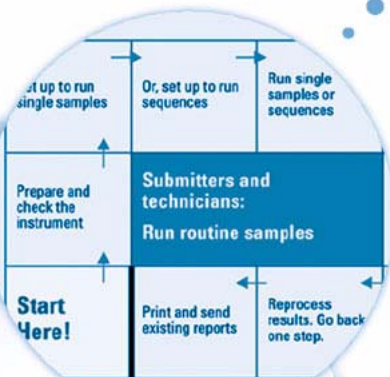 up to run
single samples
Or, set up to run
sequences
Run single
samples or
sequences
Prepare and
check the
instrument
Submitters and
technicians:
Run routine samples
Start
Here!
Print and send
existing reports
Reprocess
results. Go back
one step.